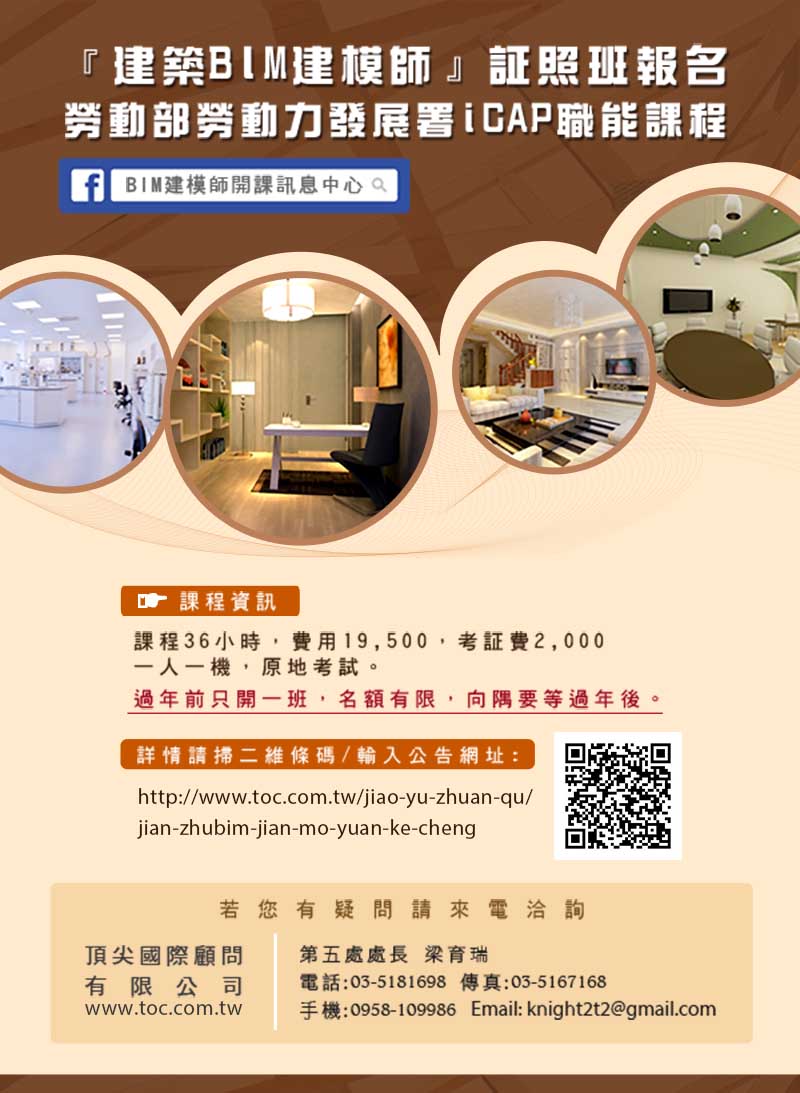 『建築BIM建模師』証照班報名
勞動部勞動力發展署iCAP職能課程
f BIM建模師開課訊息中心
課程資訊
課程36小時，費用19,500，考証費2,000
一人一機，原地考試。
過年前只開一班，名額有限，向隅要等過年後。
詳情請掃二維條碼/輸入公告網址：
http://www.toc.com.tw/jiao-yu-zhuan-qu/
jian-zhubim-jian-mo-yuan-ke-cheng
若您有疑問請來電洽詢
頂尖國際顧問
有限公司
www.toc.com.tw
第五處處長 梁育瑞
電話:03-5181698 傳真:03-5167168
手機:0958-109986 Email: knight2t2@gmail.com